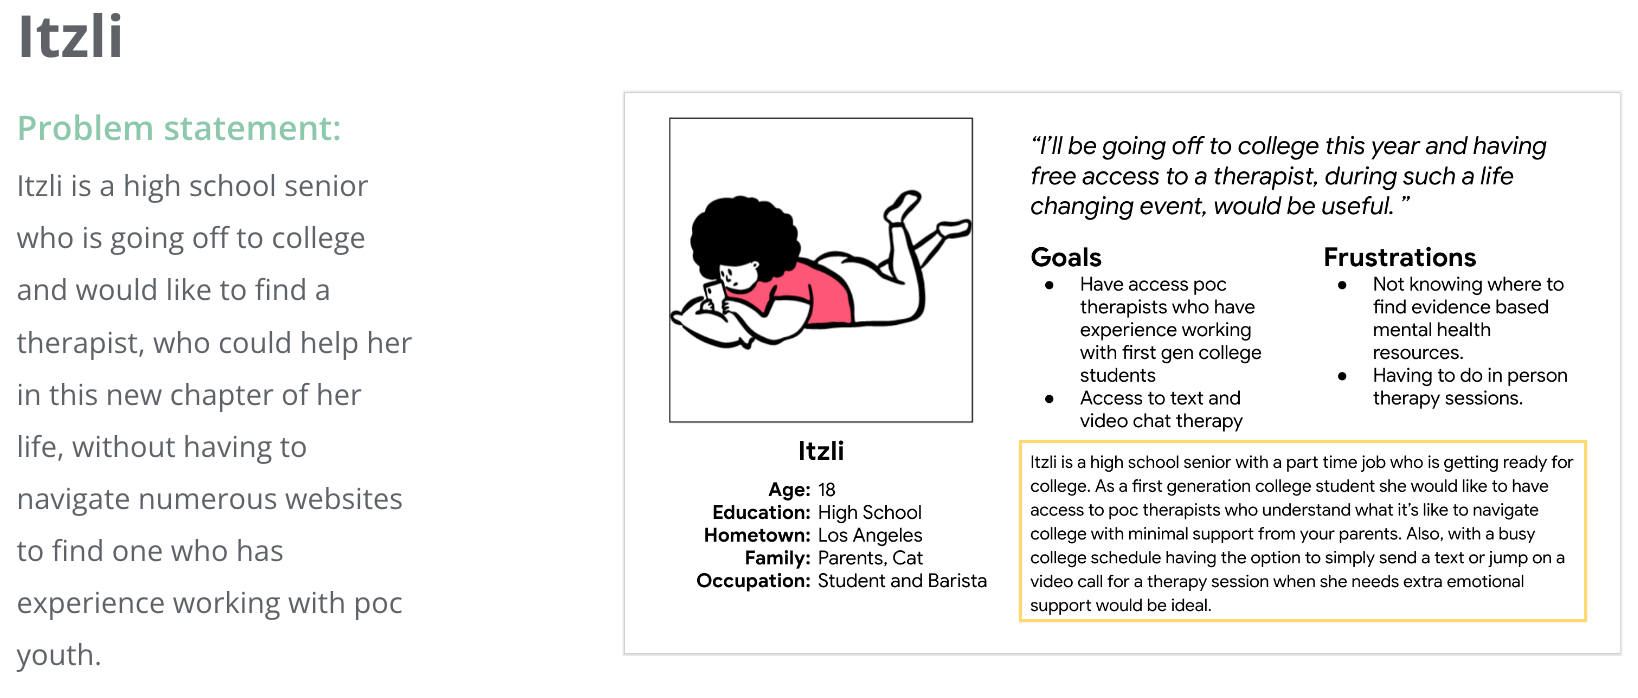 Itzli
Problem statement:
Itzli is a high school senior
who is going off to college
and would like to find a
therapist, who could help her
in this new chapter of her
life, without having to
navigate numerous websites
to find one who has
experience working with poc
youth.
Itzli
Age: 18
Education: High School
Hometown: Los Angeles
Family: Parents, Cat
Occupation: Student and Barista
“I’ll be going off to college this year and having
free access to a therapist, during such a life
changing event, would be useful. ”
Goals
● Have access poc
therapists who have
experience working
with first gen college
students
● Access to text and
video chat therapy
Frustrations
● Not knowing where to
find evidence based
mental health
resources.
● Having to do in person
therapy sessions.
Itzli is a high school senior with a part time job who is getting ready for
college. As a first generation college student she would like to have
access to poc therapists who understand what it’s like to navigate
college with minimal support from your parents. Also, with a busy
college schedule having the option to simply send a text or jump on a
video call for a therapy session when she needs extra emotional
support would be ideal.